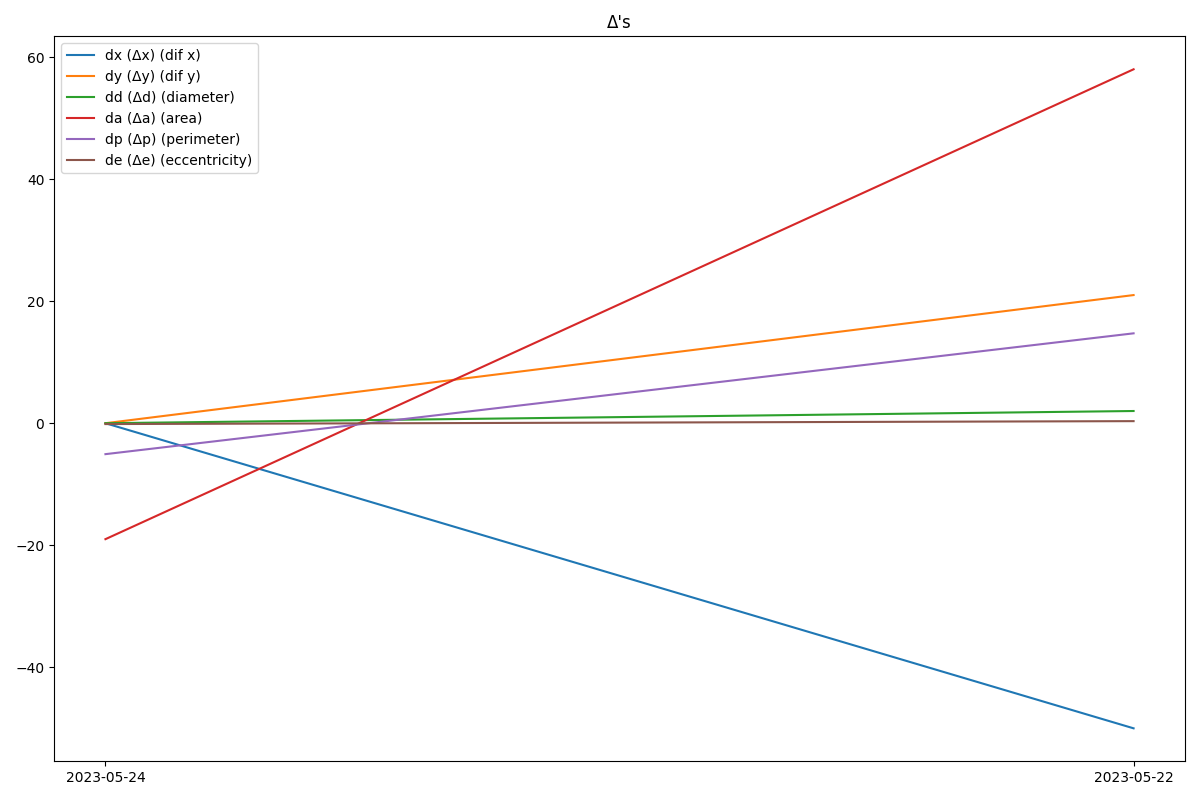 Δ's
dx (Δx) (dif x)
dy (Δy) (dif y)
dd (Δd) (diameter)
da (Δa) (area)
dp (Δp) (perimeter)
de (Δe) (eccentricity)
60
40
20
0
−20
−40
2023-05-24
2023-05-22